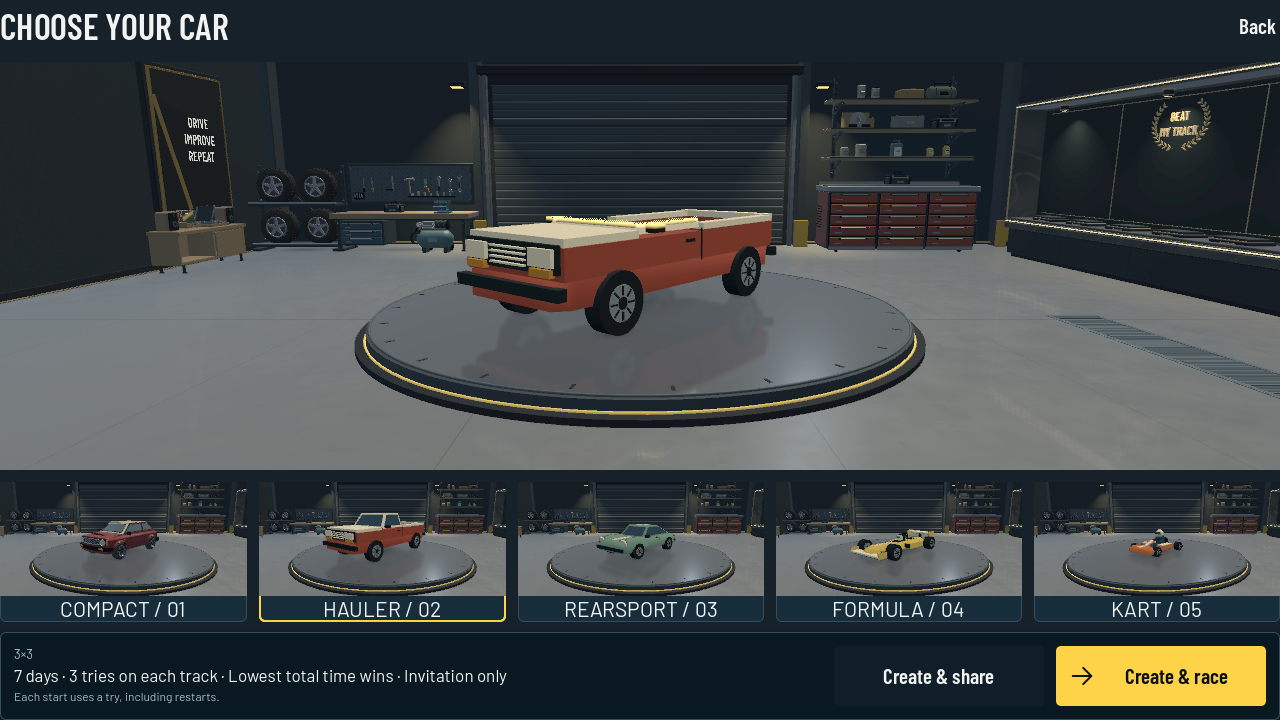 CHOOSE YOUR CAR
Back
DRIVE
IMPROVE
REPEAT
BEAT
MY TRACK
COMPACT / 01
HAULER / 02
REARSPORT / 03
FORMULA / 04
KART / 05
3×3
7 days · 3 tries on each track · Lowest total time wins · Invitation only
Each start uses a try, including restarts.
Create & share
Create & race